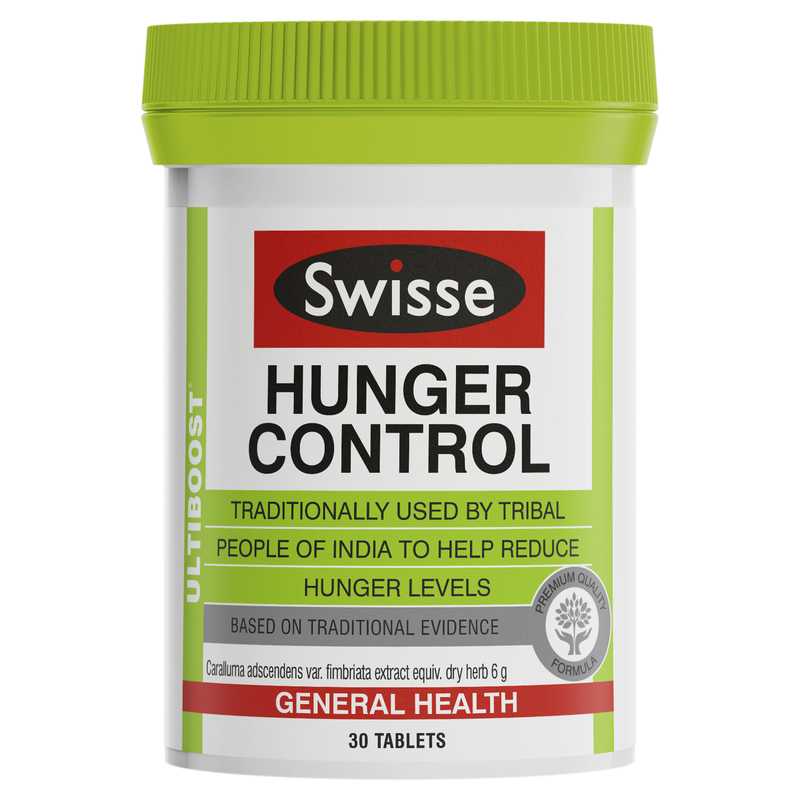 Swisse
HUNGER
CONTROL
ULTIBOOST®
TRADITIONALLY USED BY TRIBAL
PEOPLE OF INDIA TO HELP REDUCE
HUNGER LEVELS
BASED ON TRADITIONAL EVIDENCE
PREMIUM QUALITY
FORMULA
Caralluma adscendens var. fimbriata extract equiv. dry herb 6 g
GENERAL HEALTH
30 TABLETS